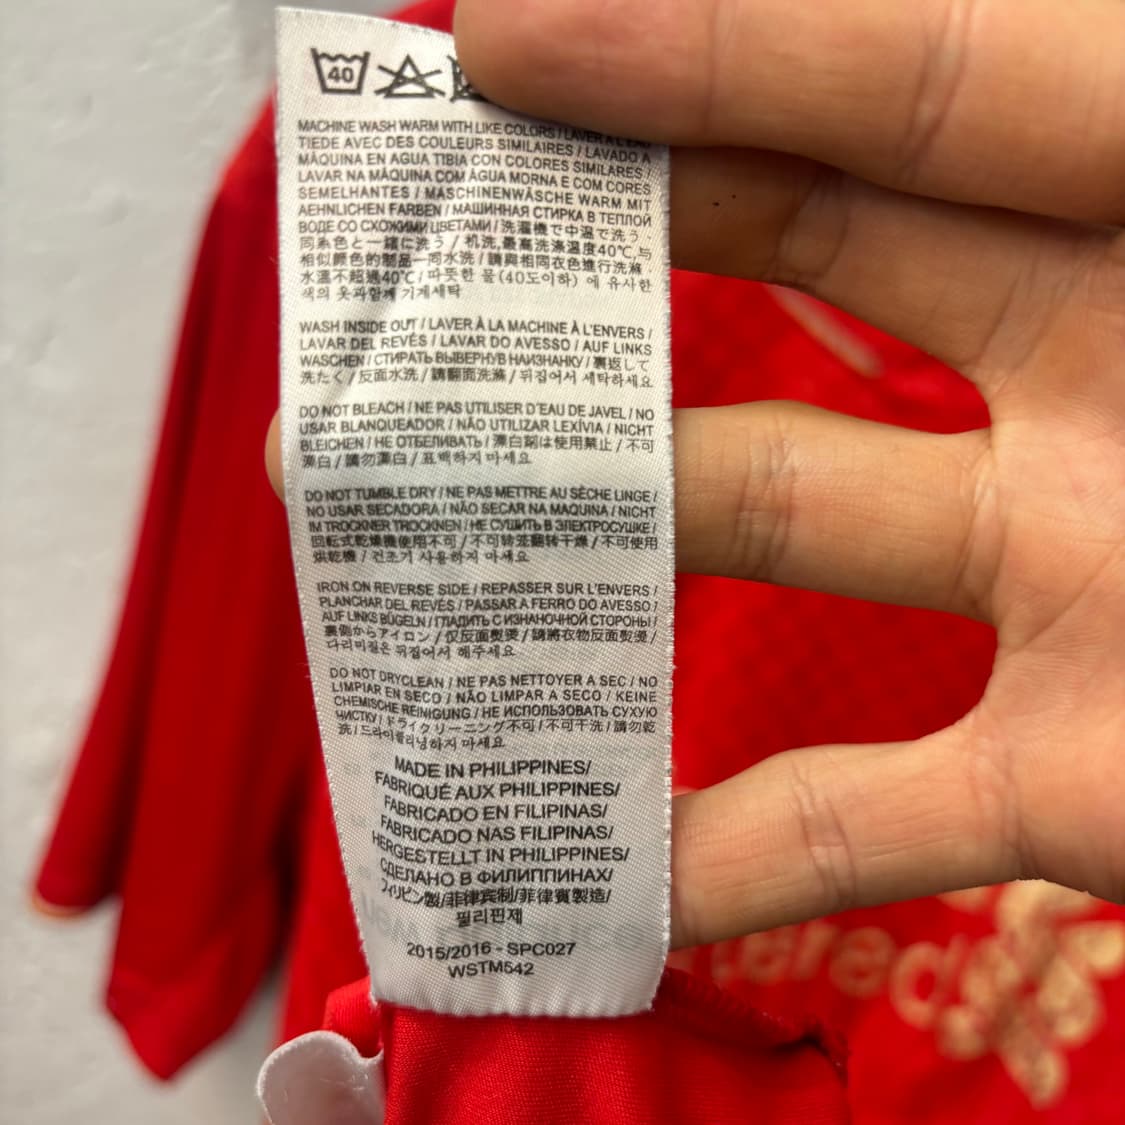 40
MACHINE WASH WARM WITH LIKE COLORS / LAVER À L'EAU
TIEDE AVEC DES COULEURS SIMILAIRES / LAVADO A
MÁQUINA EN AGUA TIBIA CON COLORES SIMILARES /
LAVAR NA MÁQUINA COM ÁGUA MORNA E COM CORES
SEMELHANTES / MASCHINENWÄSCHE WARM MIT
AEHNLICHEN FARBEN / МАШИННАЯ СТИРКА В ТЕПЛОЙ
ВОДЕ СО СХОЖИМИ ЦВЕТАМИ / 洗濯機で中温で洗う
同系色と一緒に洗う / 机洗,最高洗涤温度40℃,与
相似颜色的制品一同水洗 / 請與相同衣色進行洗滌
水溫不超過40℃ / 따뜻한 물(40도이하) 에 유사한
색의 옷과함께 기계세탁
WASH INSIDE OUT / LAVER À LA MACHINE À L'ENVERS /
LAVAR DEL REVÉS / LAVAR DO AVESSO / AUF LINKS
WASCHEN / СТИРАТЬ ВЫВЕРНУВ НАИЗНАНКУ / 裏返して
洗たく / 反面水洗 / 請翻面洗滌 / 뒤집어서 세탁하세요
DO NOT BLEACH / NE PAS UTILISER D'EAU DE JAVEL / NO
USAR BLANQUEADOR / NÃO UTILIZAR LEXÍVIA / NICHT
BLEICHEN / НЕ ОТБЕЛИВАТЬ / 漂白剤は使用禁止 / 不可
漂白 / 請勿漂白 / 표백하지 마세요
DO NOT TUMBLE DRY / NE PAS METTRE AU SÈCHE LINGE /
NO USAR SECADORA / NÃO SECAR NA MAQUINA / NICHT
IM TROCKNER TROCKNEN / НЕ СУШИТЬ В ЭЛЕКТРОСУШКЕ /
回転式乾燥機使用不可 / 不可转笼翻转干燥 / 不可使用
烘乾機 / 건조기 사용하지 마세요
IRON ON REVERSE SIDE / REPASSER SUR L'ENVERS /
PLANCHAR DEL REVÉS / PASSAR A FERRO DO AVESSO /
AUF LINKS BÜGELN / ГЛАДИТЬ С ИЗНАНОЧНОЙ СТОРОНЫ /
裏側からアイロン / 仅反面熨烫 / 請將衣物反面熨燙 /
다리미질은 뒤집어서 해주세요
DO NOT DRYCLEAN / NE PAS NETTOYER A SEC / NO
LIMPIAR EN SECO / NÃO LIMPAR A SECO / KEINE
CHEMISCHE REINIGUNG / НЕ ИСПОЛЬЗОВАТЬ СУХУЮ
ЧИСТКУ / ドライクリーニング不可 / 不可干洗 / 請勿乾
洗 / 드라이클리닝하지 마세요
MADE IN PHILIPPINES/
FABRIQUÉ AUX PHILIPPINES/
FABRICADO EN FILIPINAS/
FABRICADO NAS FILIPINAS/
HERGESTELLT IN PHILIPPINES/
СДЕЛАНО В ФИЛИППИНАХ/
フィリピン製/菲律宾制/菲律賓製造/
필리핀제
2015/2016 - SPC027
WSTM542
tered